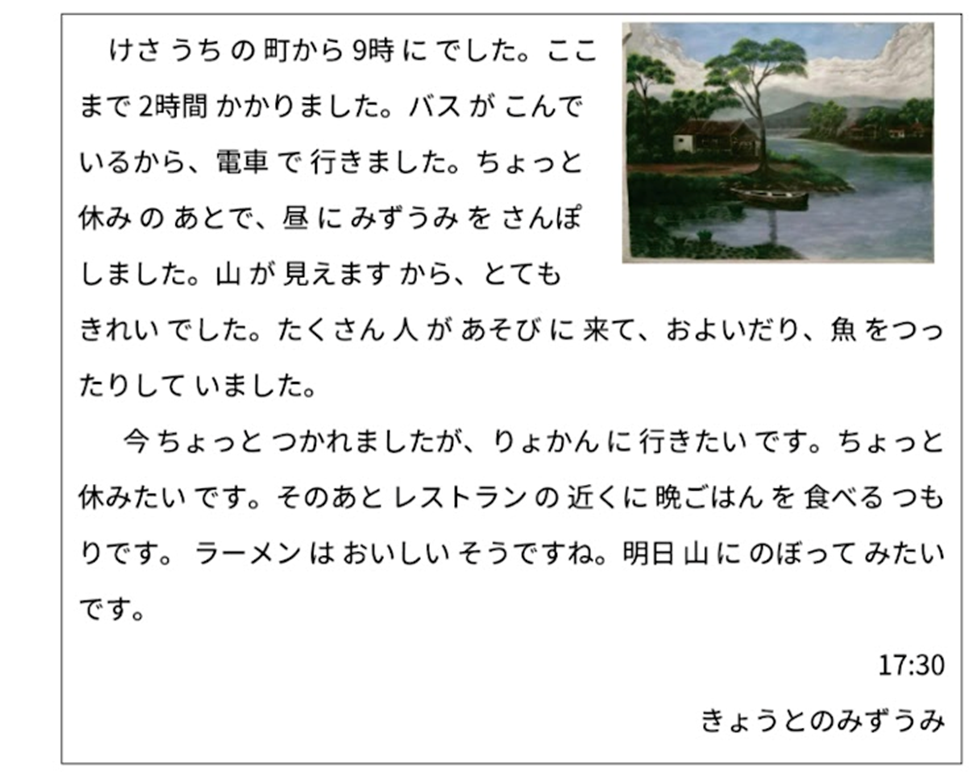 けさ うち の 町から 9時 に でした。ここ
まで 2時間 かかりました。バス が こんで
いるから、電車 で 行きました。ちょっと
休み の あとで、昼 に みずうみ を さんぽ
しました。山 が 見えます から、とても
きれい でした。たくさん 人 が あそび に 来て、およいだり、魚 をつっ
たりして いました。
今 ちょっと つかれましたが、りょかん に 行きたい です。ちょっと
休みたい です。そのあと レストラン の 近くに 晩ごはん を 食べる つも
りです。 ラーメン は おいしい そうですね。明日 山 に のぼって みたい
です。
17:30
きょうとのみずうみ